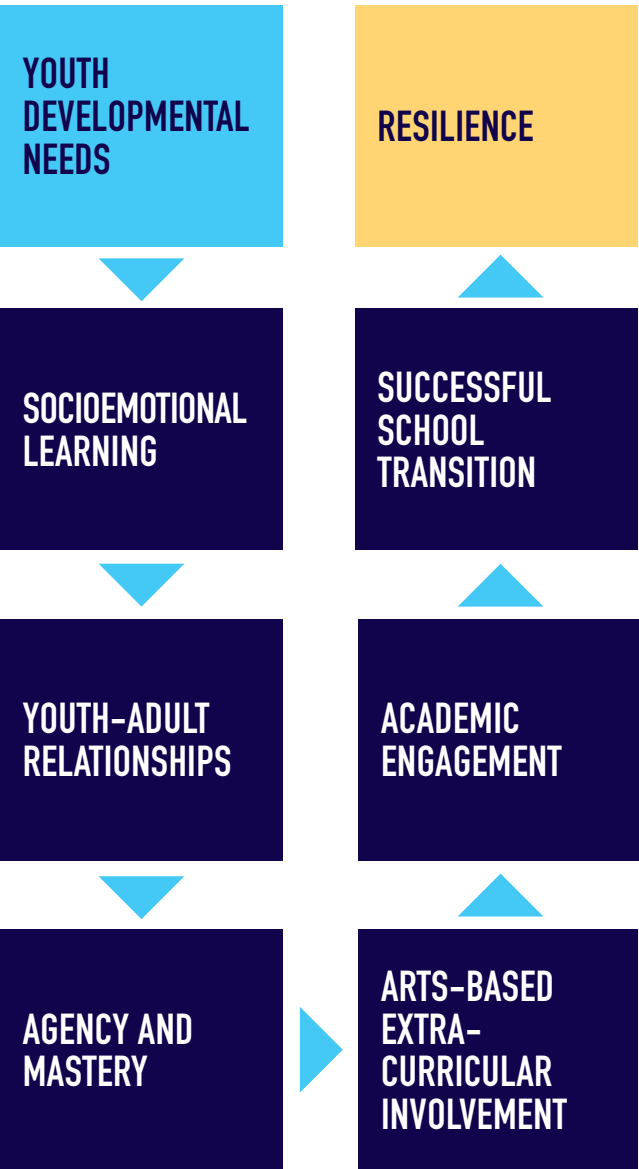 YOUTH
DEVELOPMENTAL
NEEDS
SOCIOEMOTIONAL
LEARNING
YOUTH-ADULT
RELATIONSHIPS
AGENCY AND
MASTERY
ARTS-BASED
EXTRA-
CURRICULAR
INVOLVEMENT
ACADEMIC
ENGAGEMENT
SUCCESSFUL
SCHOOL
TRANSITION
RESILIENCE